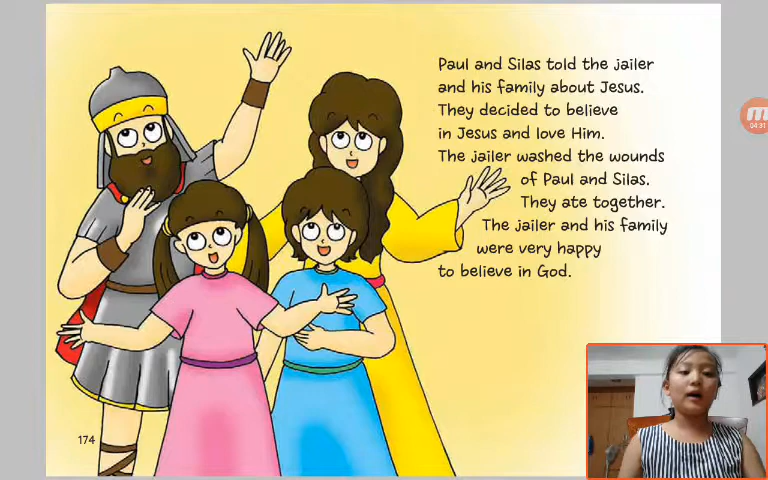 Paul and Silas told the jailer
and his family about Jesus.
They decided to believe
in Jesus and love Him.
The jailer washed the wounds
of Paul and Silas.
They ate together.
The jailer and his family
were very happy
to believe in God.
174
04:31